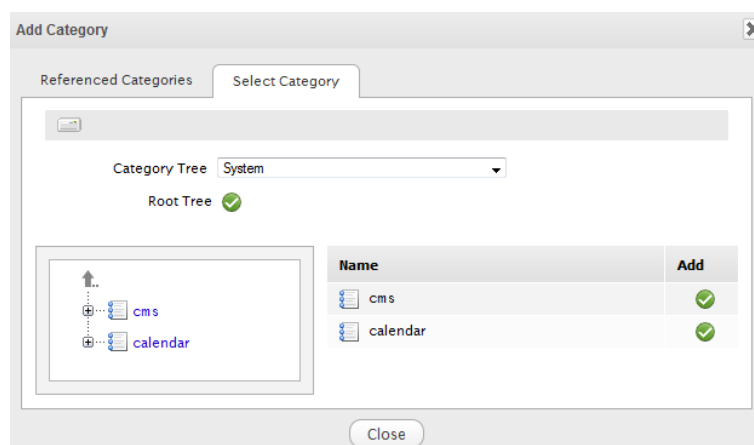 Add Category
Referenced Categories Select Category
Category Tree System
Root Tree
Name Add
cms
calendar
cms
calendar
Close